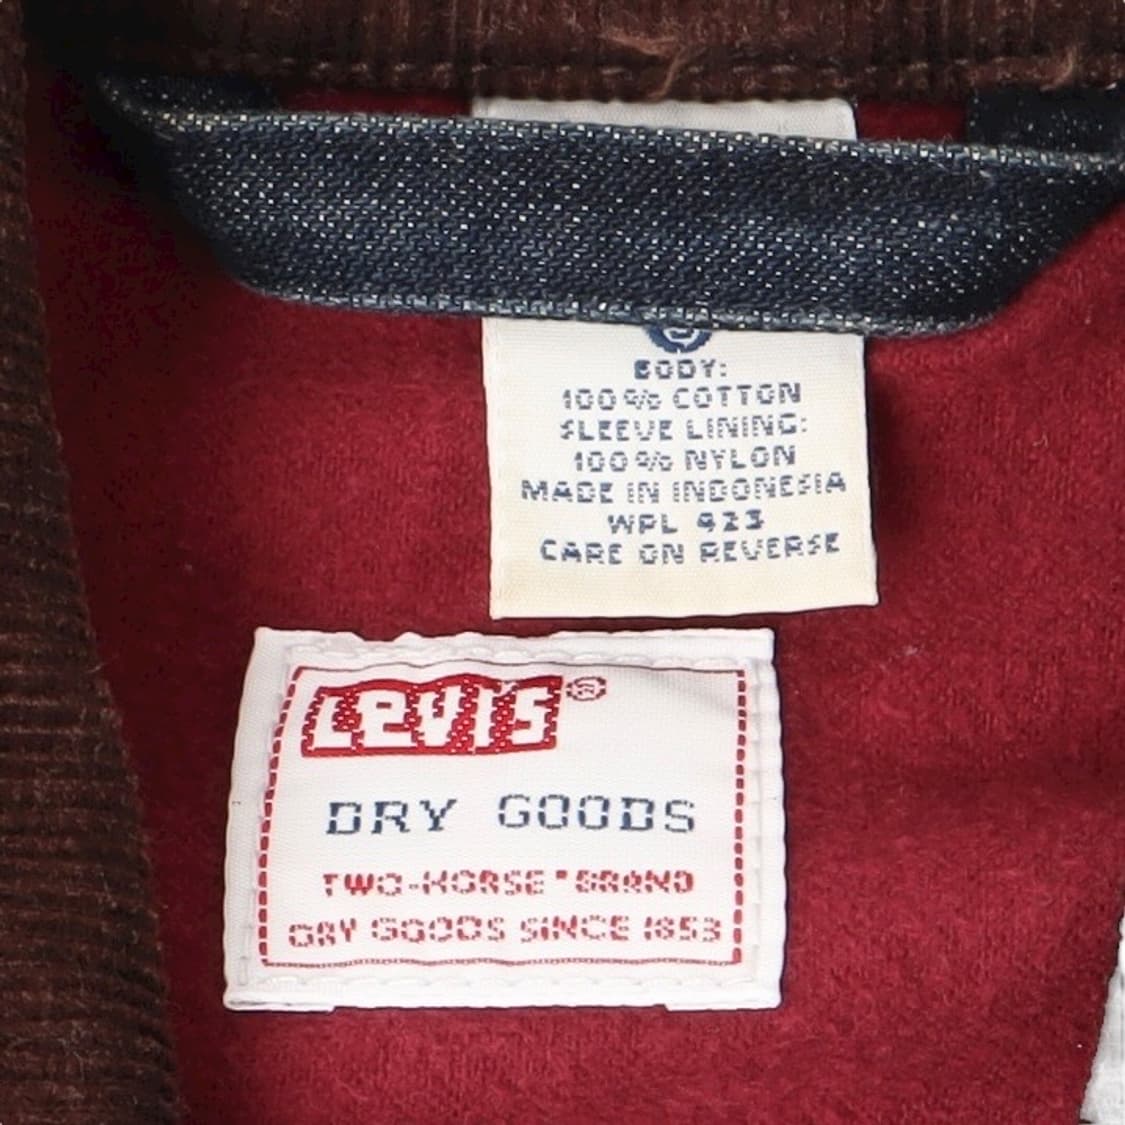 BODY:
100% COTTON
SLEEVE LINING:
100% NYLON
MADE IN INDONESIA
WPL 423
CARE ON REVERSE
LEVI'S®
DRY GOODS
TWO-HORSE "BRAND
DRY GOODS SINCE 1853